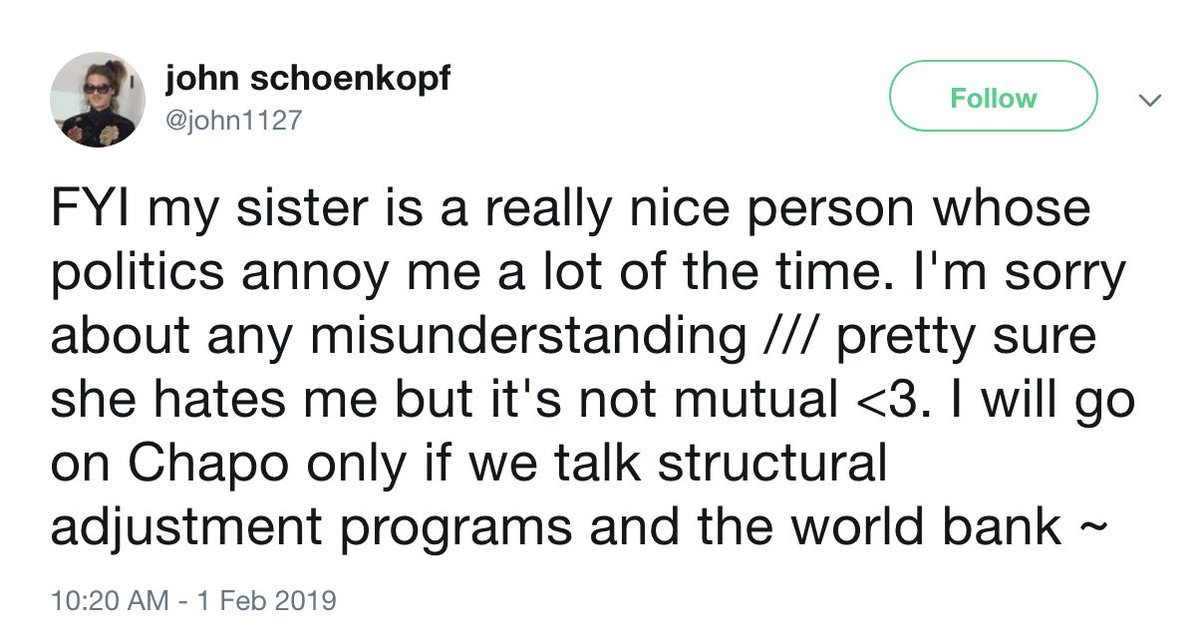 john schoenkopf
@john1127
Follow
FYI my sister is a really nice person whose
politics annoy me a lot of the time. I'm sorry
about any misunderstanding /// pretty sure
she hates me but it's not mutual <3. I will go
on Chapo only if we talk structural
adjustment programs and the world bank ~
10:20 AM - 1 Feb 2019